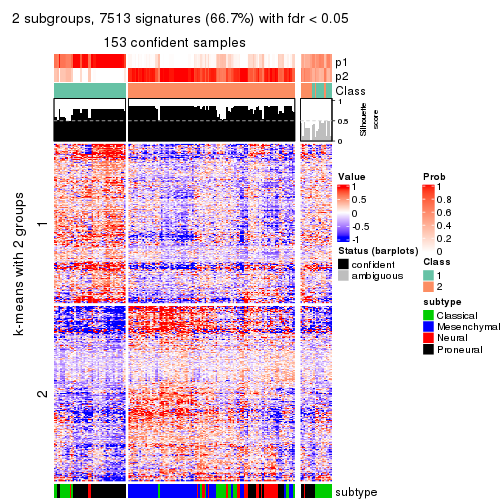 2 subgroups, 7513 signatures (66.7%) with fdr < 0.05
153 confident samples
p1
p2
Class
1
0.5
0
Silhouette
score
k-means with 2 groups
1
2
Value
1
0.5
0
-0.5
-1
Status (barplots)
confident
ambiguous
Prob
1
0.8
0.6
0.4
0.2
0
Class
1
2
subtype
Classical
Mesenchymal
Neural
Proneural
subtype